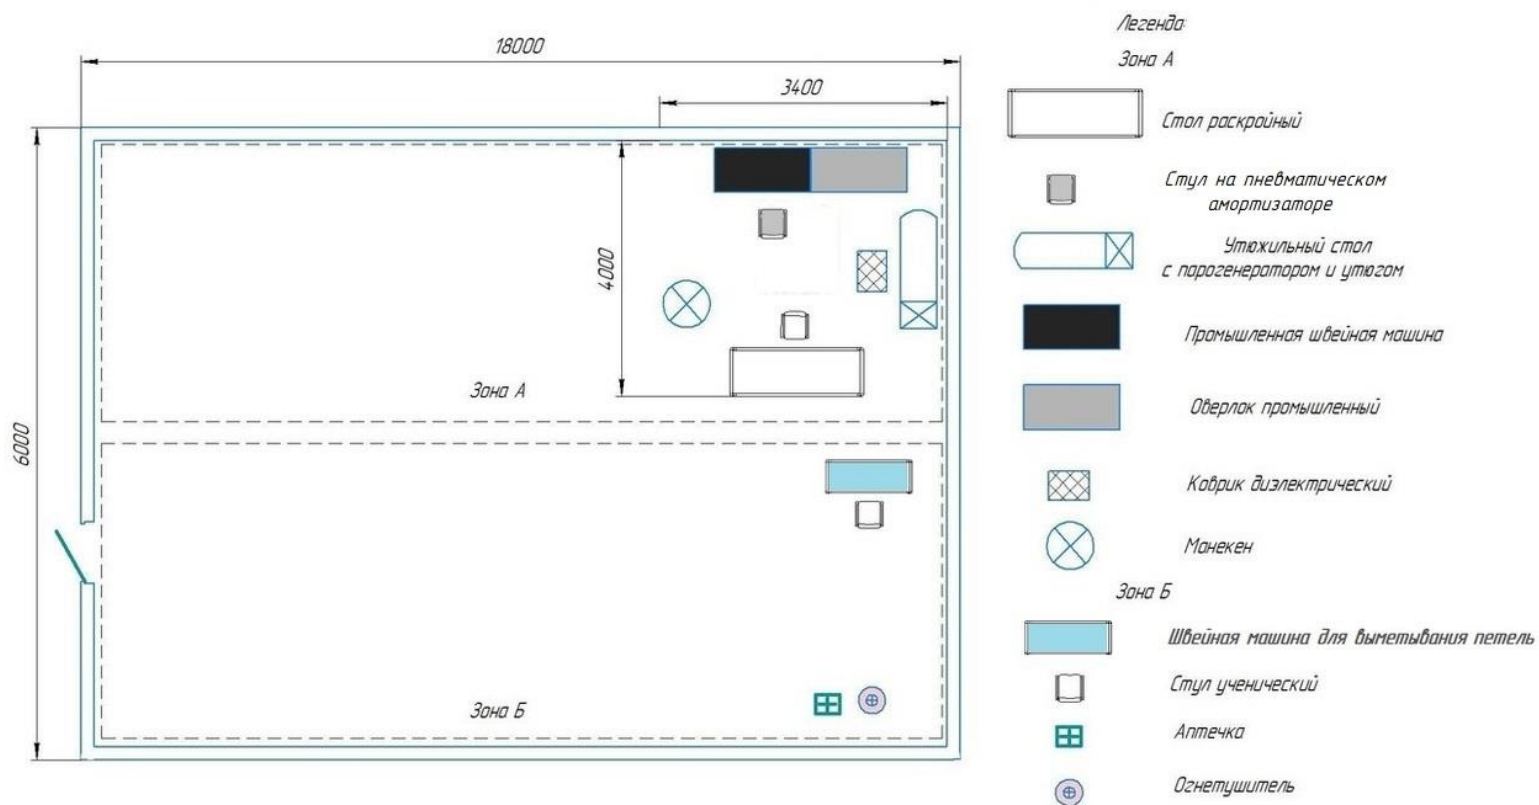 18000
3400
4000
6000
Зона А
Зона Б
Легенда:
Зона А
Стол раскройный
Стул на пневматическом
амортизаторе
Утюжильный стол
с парогенератором и утюгом
Промышленная швейная машина
Оверлок промышленный
Коврик диэлектрический
Манекен
Зона Б
Швейная машина для выметывания петель
Стул ученический
Аптечка
Огнетушитель